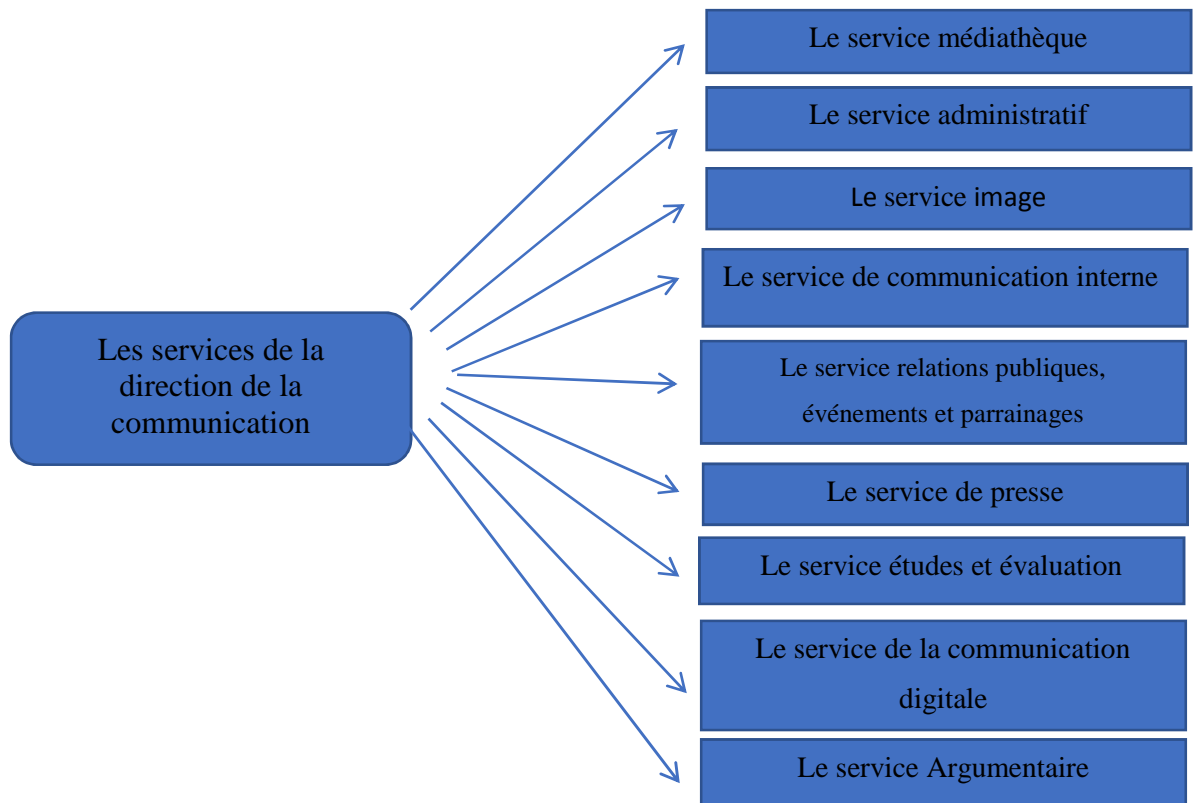 Le service médiathèque
Le service administratif
Le service image
Le service de communication interne
Les services de la
direction de la
communication
Le service relations publiques,
événements et parrainages
Le service de presse
Le service études et évaluation
Le service de la communication
digitale
Le service Argumentaire